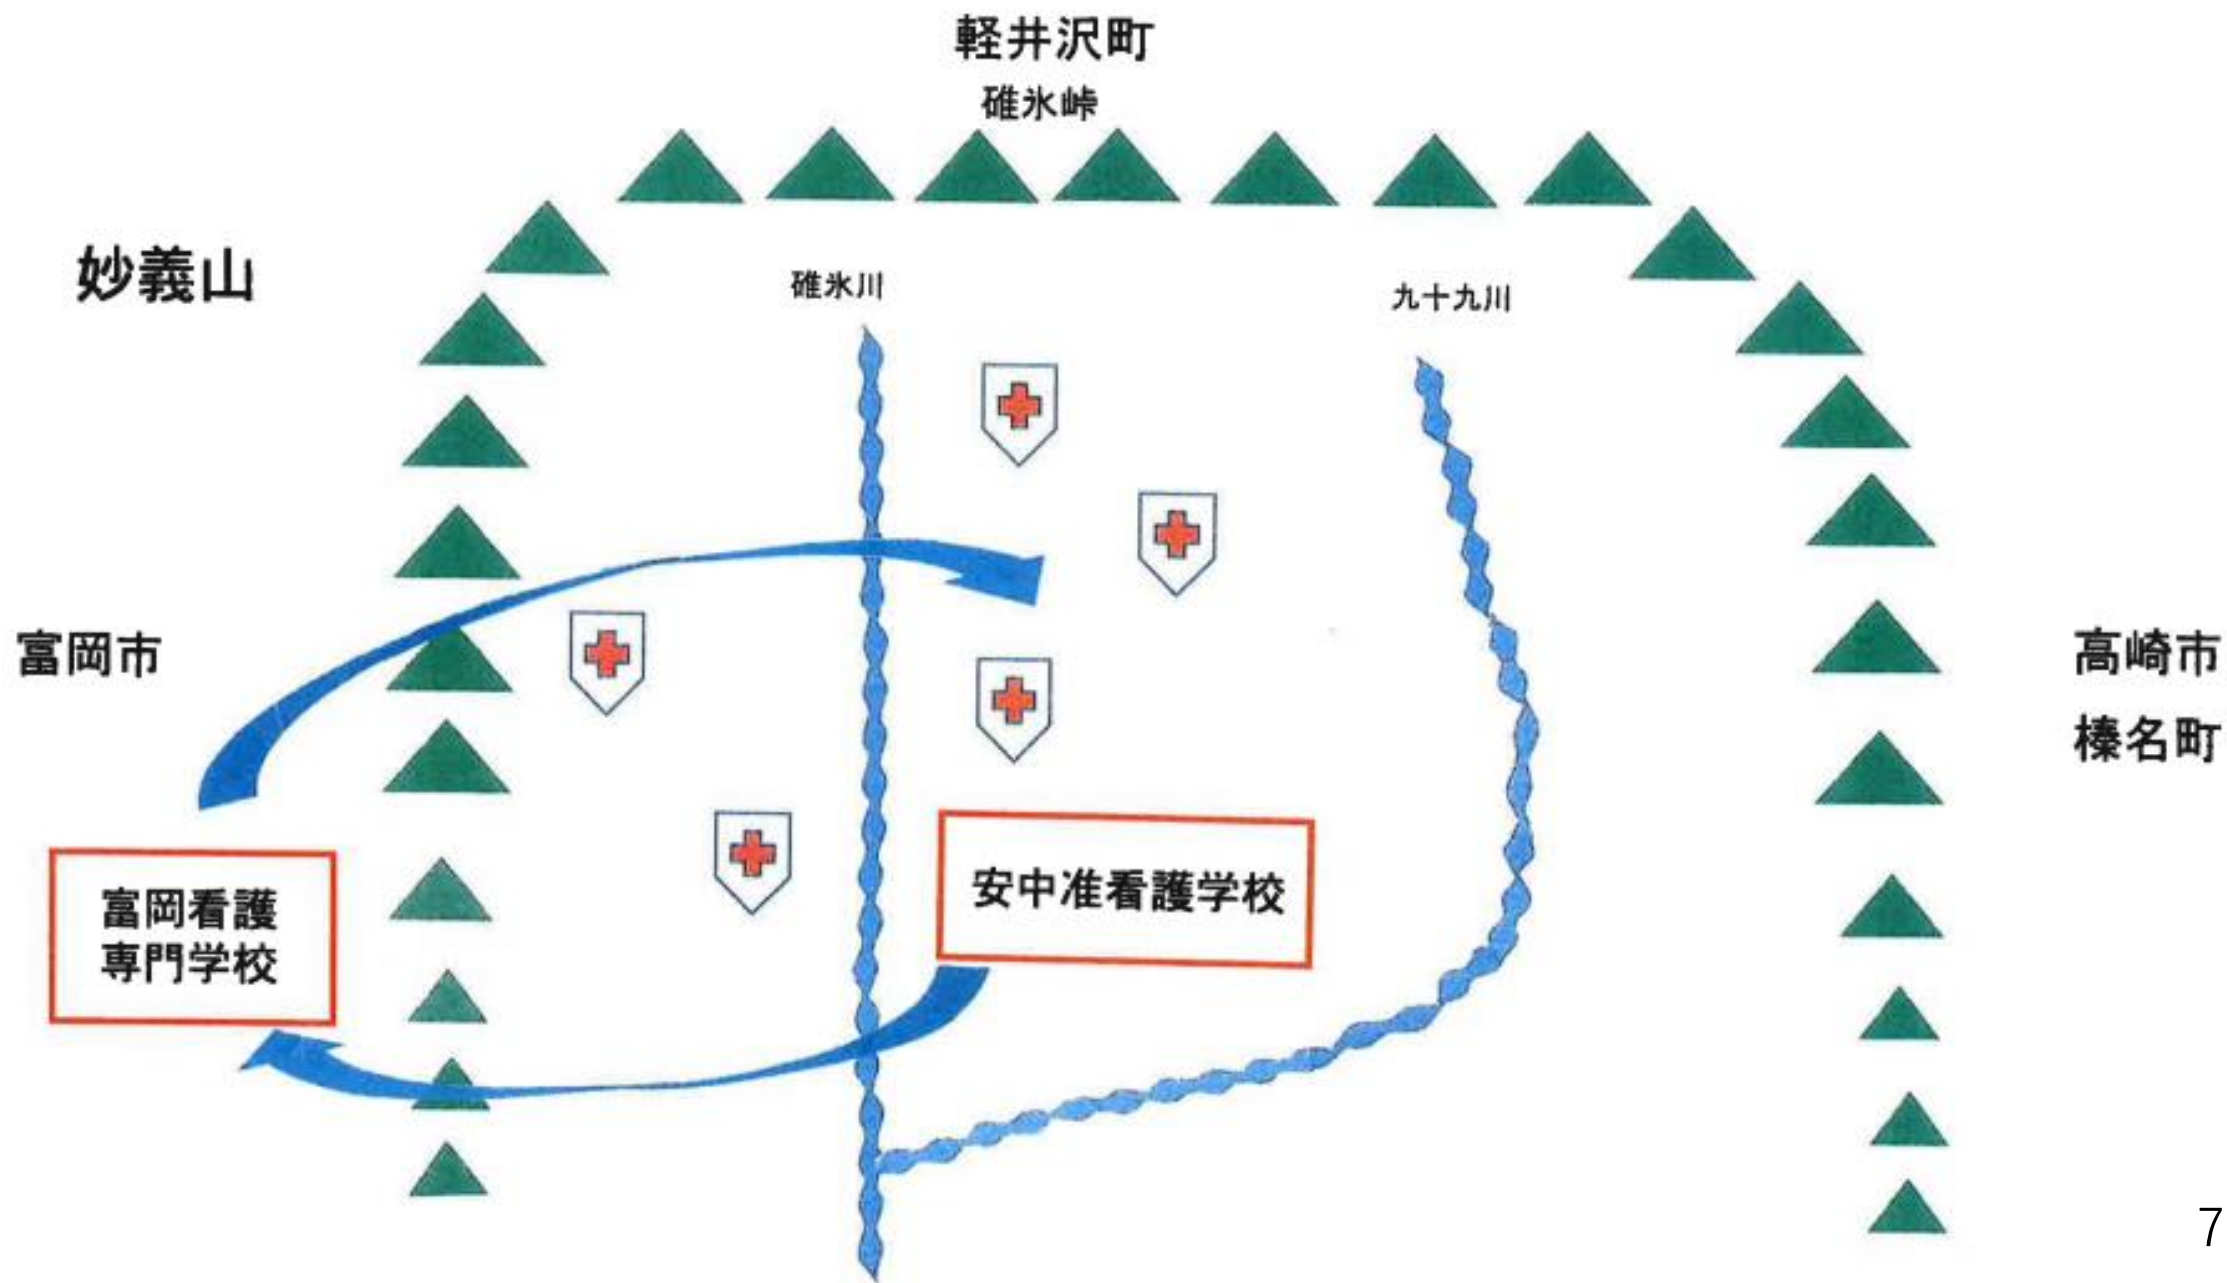 軽井沢町
碓氷峠
妙義山
碓氷川
九十九川
富岡市
高崎市
榛名町
安中准看護学校
富岡看護
専門学校
7